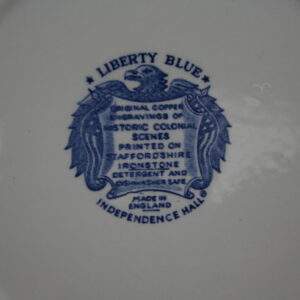 ★ LIBERTY BLUE ★
ORIGINAL COPPER
ENGRAVINGS OF
HISTORIC COLONIAL
SCENES
PRINTED ON
STAFFORDSHIRE
IRONSTONE
DETERGENT AND
DISHWASHER SAFE
MADE IN
ENGLAND
INDEPENDENCE HALL